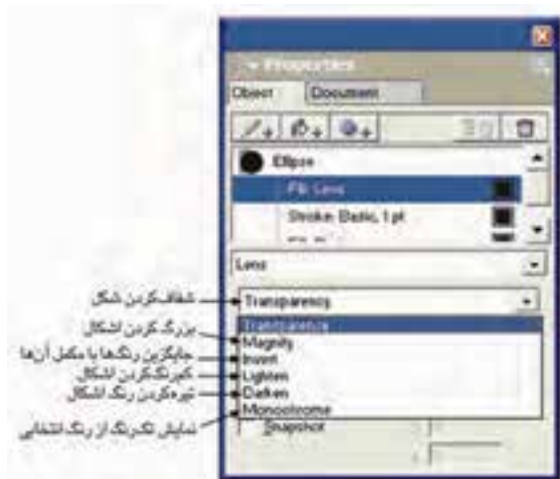 Properties
Object Document
Ellipse
Fill: Lens
Stroke: Basic, 1 pt
Lens
شفاف‌کردن شکل
Transparency
Transparency
بزرگ کردن اشکال
Magnify
جایگزین رنگ‌ها با مکمل آن‌ها
Invert
کم‌رنگ‌کردن اشکال
Lighten
تیره‌کردن رنگ اشکال
Darken
نمایش تک‌رنگ از رنگ انتخابی
Monochrome
Snapshot